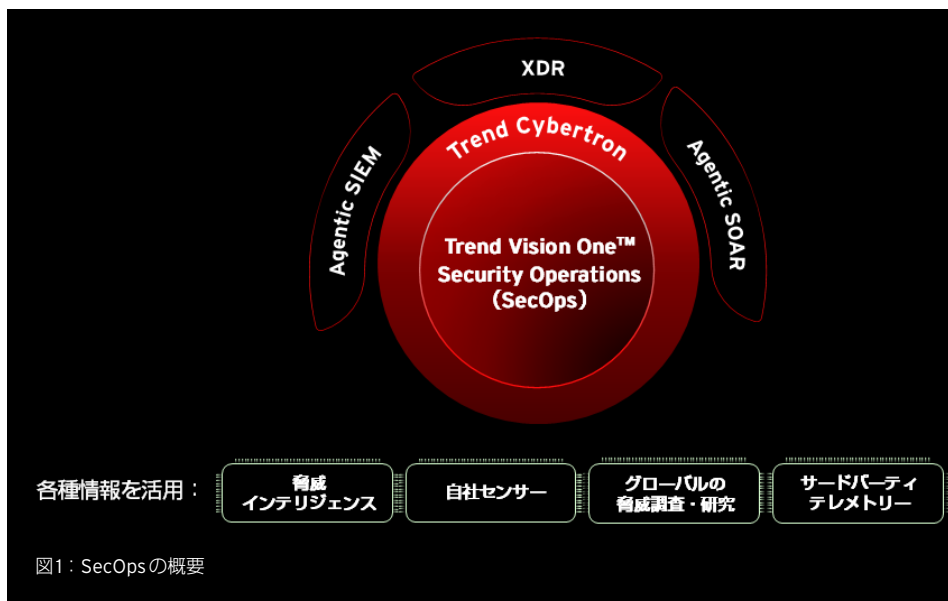 XDR
Agentic SIEM
Trend Cybertron
Agentic SOAR
Trend Vision One™
Security Operations
（SecOps）
各種情報を活用：
脅威
インテリジェンス
自社センサー
グローバルの
脅威調査・研究
サードパーティ
テレメトリー
図1：SecOpsの概要